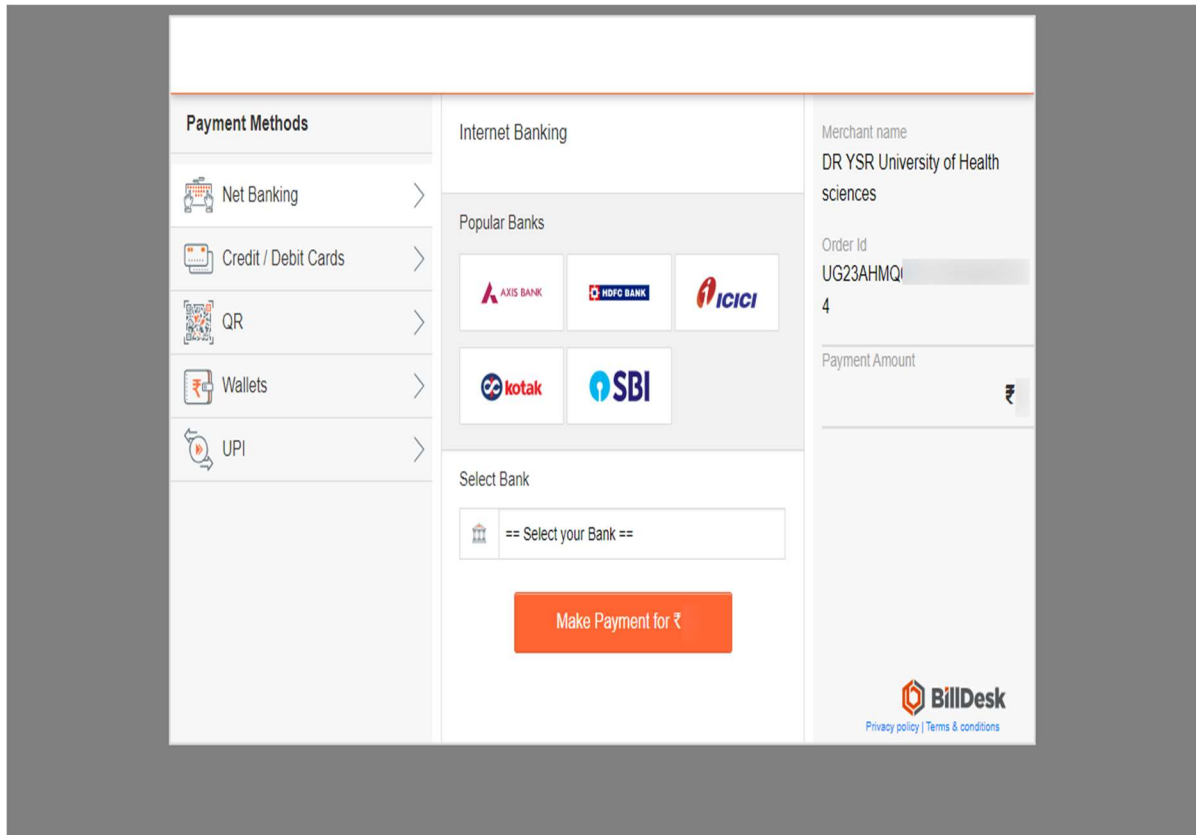 Payment Methods
Net Banking
Credit / Debit Cards
QR
Wallets
UPI
Internet Banking
Popular Banks
AXIS BANK
HDFC BANK
ICICI
kotak
SBI
Select Bank
== Select your Bank ==
Make Payment for ₹
Merchant name
DR YSR University of Health
sciences
Order Id
UG23AHMQ
4
Payment Amount
₹
BillDesk
Privacy policy | Terms & conditions